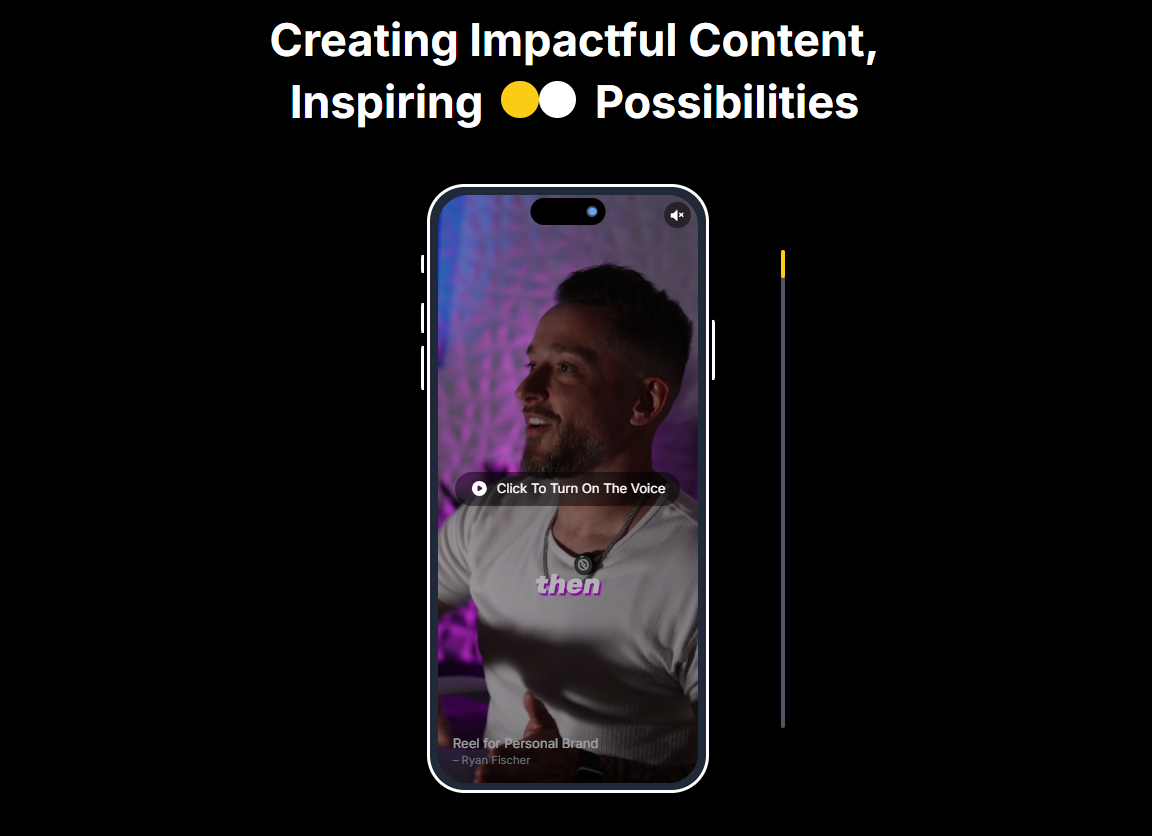 Creating Impactful Content,
Inspiring Possibilities
Click To Turn On The Voice
then
Reel for Personal Brand
– Ryan Fischer